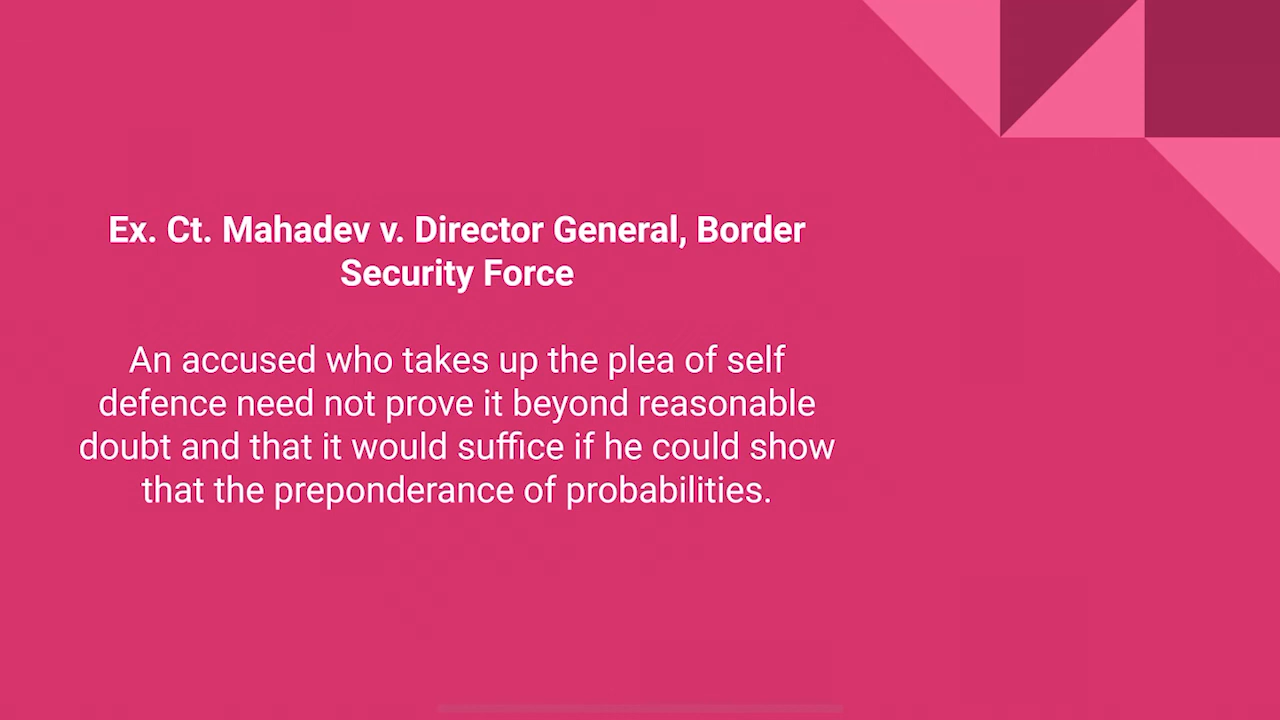 Ex. Ct. Mahadev v. Director General, Border
Security Force
An accused who takes up the plea of self
defence need not prove it beyond reasonable
doubt and that it would suffice if he could show
that the preponderance of probabilities.